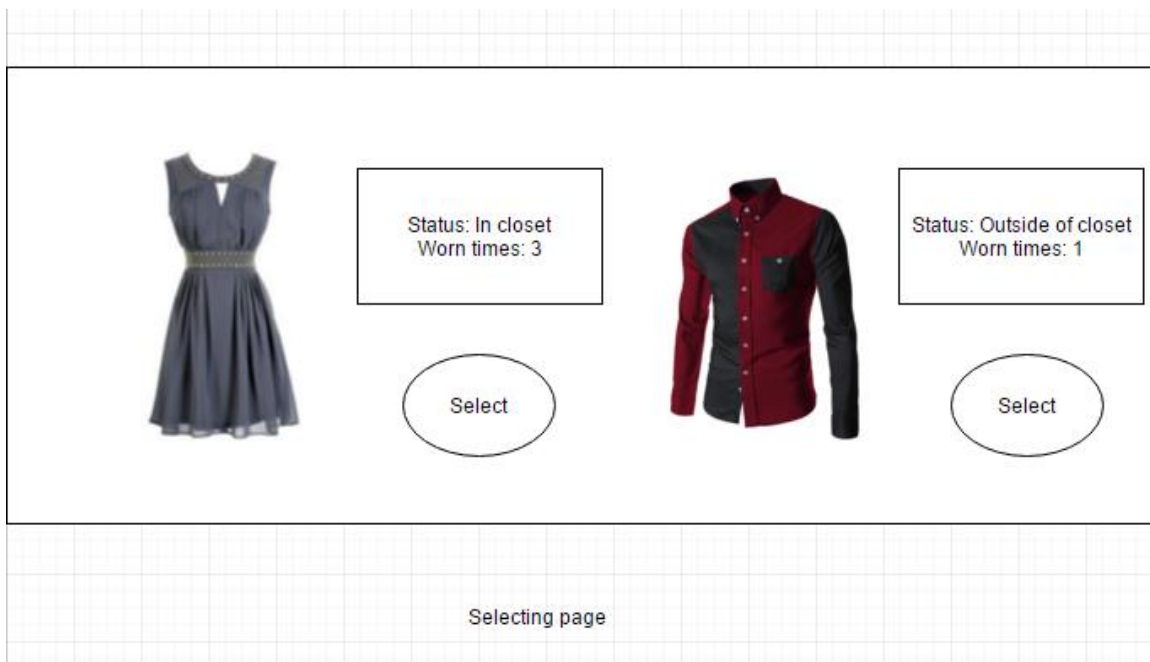 Status: In closet
Worn times: 3
Select
Status: Outside of closet
Worn times: 1
Select
Selecting page